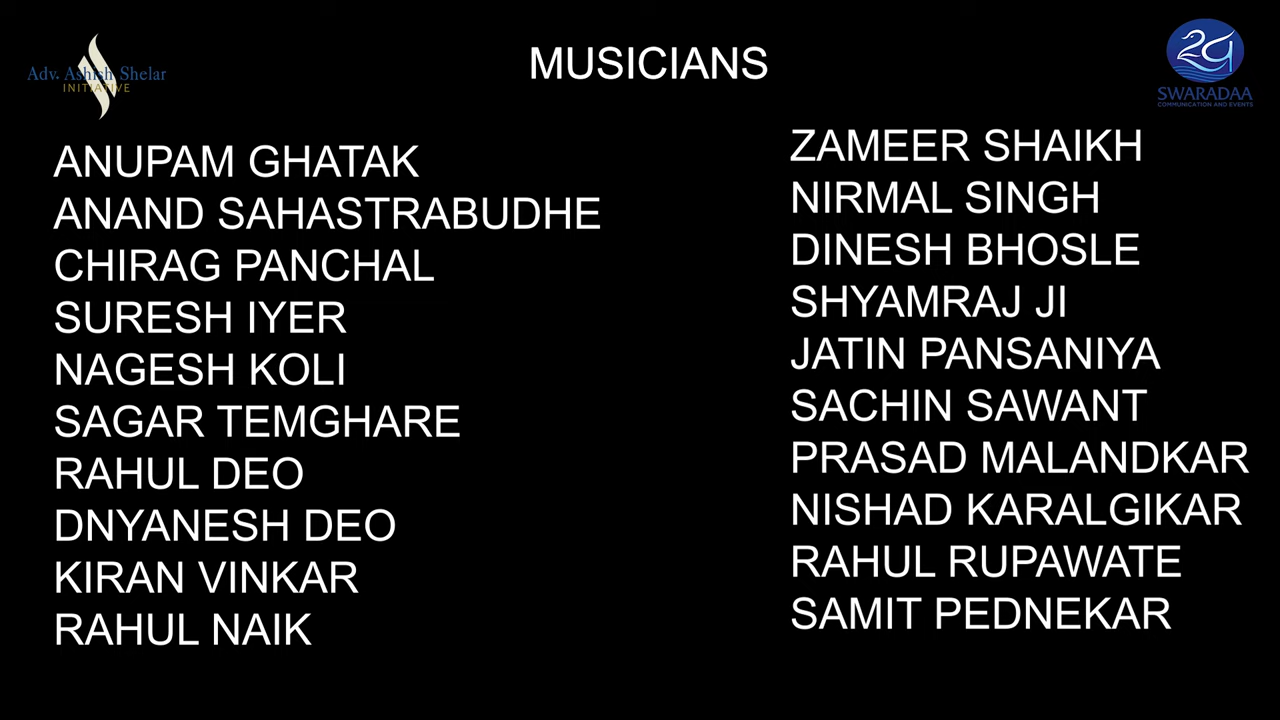 Adv. Ashish Shelar
INITIATIVE
MUSICIANS
SWARADAA
COMMUNICATION AND EVENTS
ANUPAM GHATAK
ANAND SAHASTRABUDHE
CHIRAG PANCHAL
SURESH IYER
NAGESH KOLI
SAGAR TEMGHARE
RAHUL DEO
DNYANESH DEO
KIRAN VINKAR
RAHUL NAIK
ZAMEER SHAIKH
NIRMAL SINGH
DINESH BHOSLE
SHYAMRAJ JI
JATIN PANSANIYA
SACHIN SAWANT
PRASAD MALANDKAR
NISHAD KARALGIKAR
RAHUL RUPAWATE
SAMIT PEDNEKAR